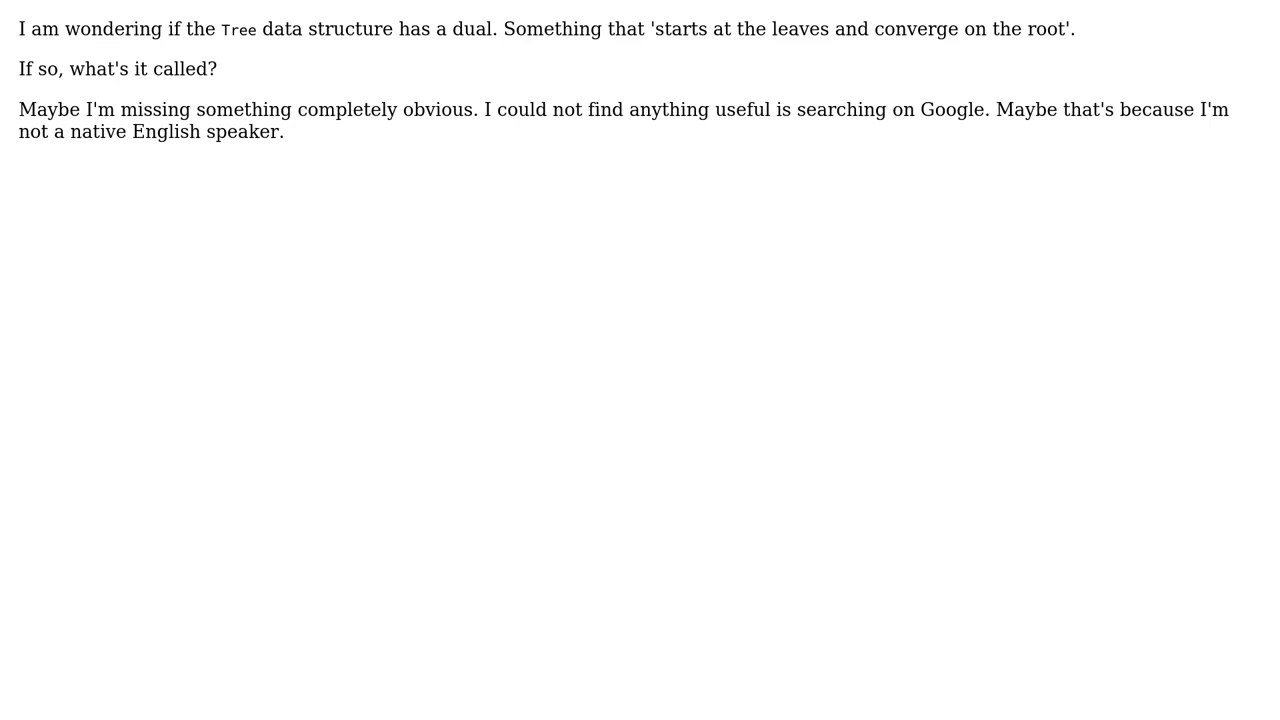 I am wondering if the Tree data structure has a dual. Something that 'starts at the leaves and converge on the root'.
If so, what's it called?
Maybe I'm missing something completely obvious. I could not find anything useful is searching on Google. Maybe that's because I'm
not a native English speaker.